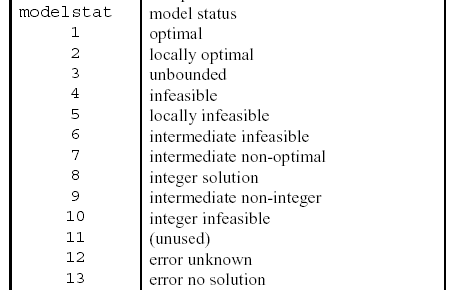 modelstat model status
1 optimal
2 locally optimal
3 unbounded
4 infeasible
5 locally infeasible
6 intermediate infeasible
7 intermediate non-optimal
8 integer solution
9 intermediate non-integer
10 integer infeasible
11 (unused)
12 error unknown
13 error no solution